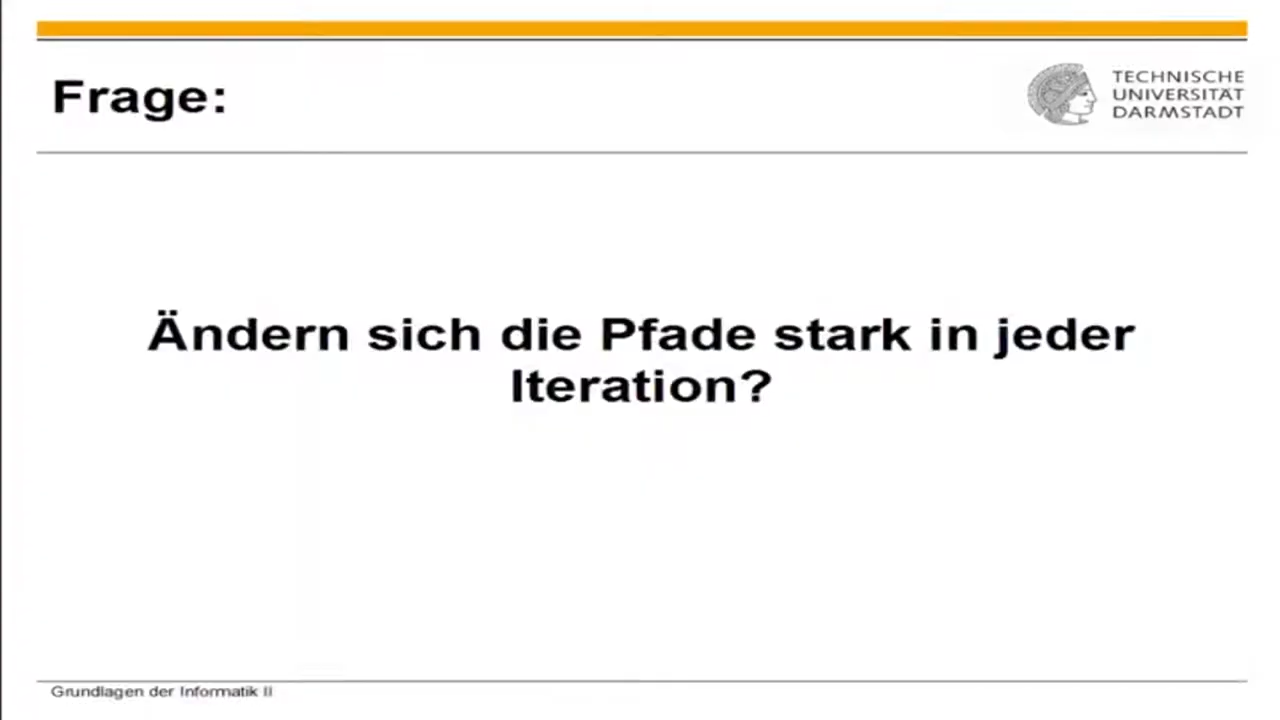 Frage:
TECHNISCHE
UNIVERSITÄT
DARMSTADT
Ändern sich die Pfade stark in jeder
Iteration?
Grundlagen der Informatik II